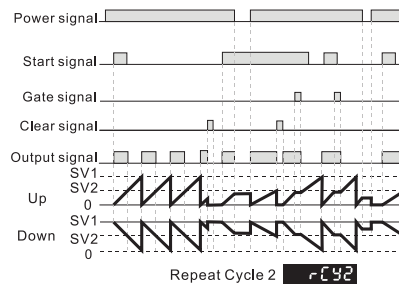 Power signal
Start signal
Gate signal
Clear signal
Output signal
SV1
Up SV2
0
SV1
Down SV2
0
Repeat Cycle 2 rCY2